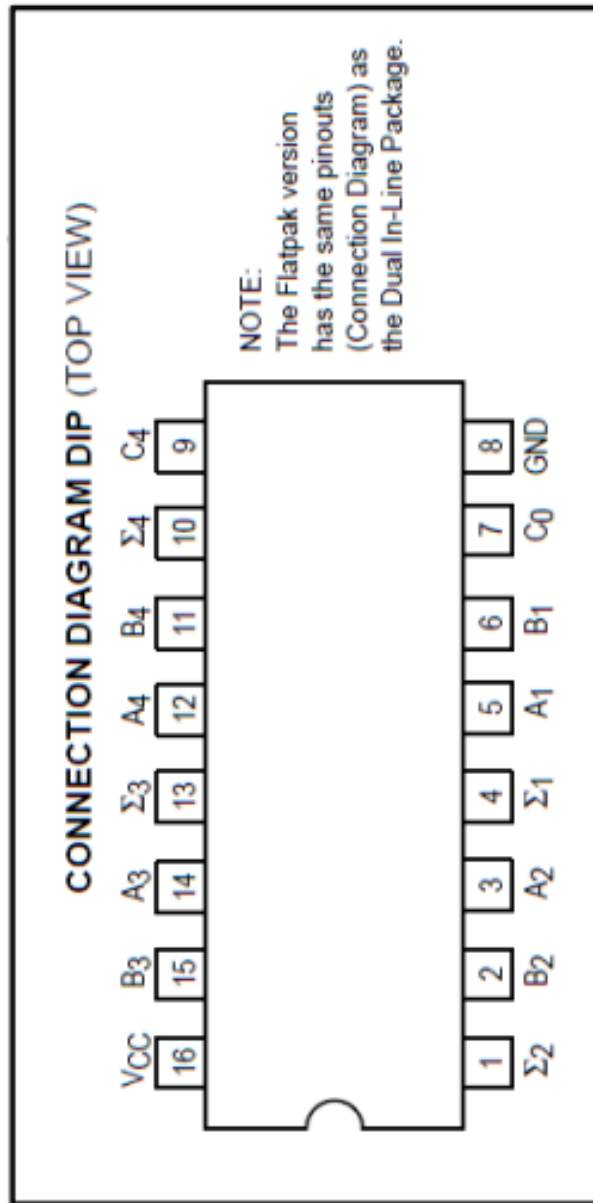 CONNECTION DIAGRAM DIP (TOP VIEW)
VCC B3 A3 Σ3 A4 B4 Σ4 C4
16 15 14 13 12 11 10 9
1 2 3 4 5 6 7 8
Σ2 B2 A2 Σ1 A1 B1 C0 GND
NOTE:
The Flatpak version
has the same pinouts
(Connection Diagram) as
the Dual In-Line Package.